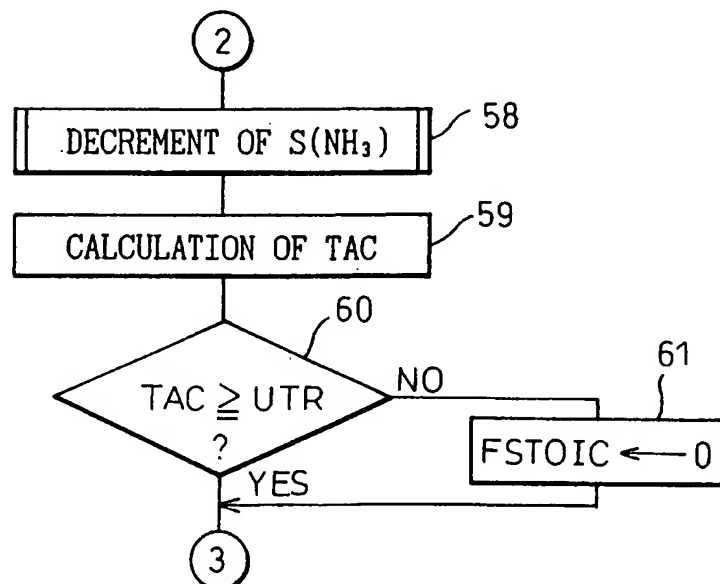 2
DECREMENT OF S(NH₃)
58
CALCULATION OF TAC
59
60
TAC ≧ UTR
?
NO
61
FSTOIC ← 0
YES
3